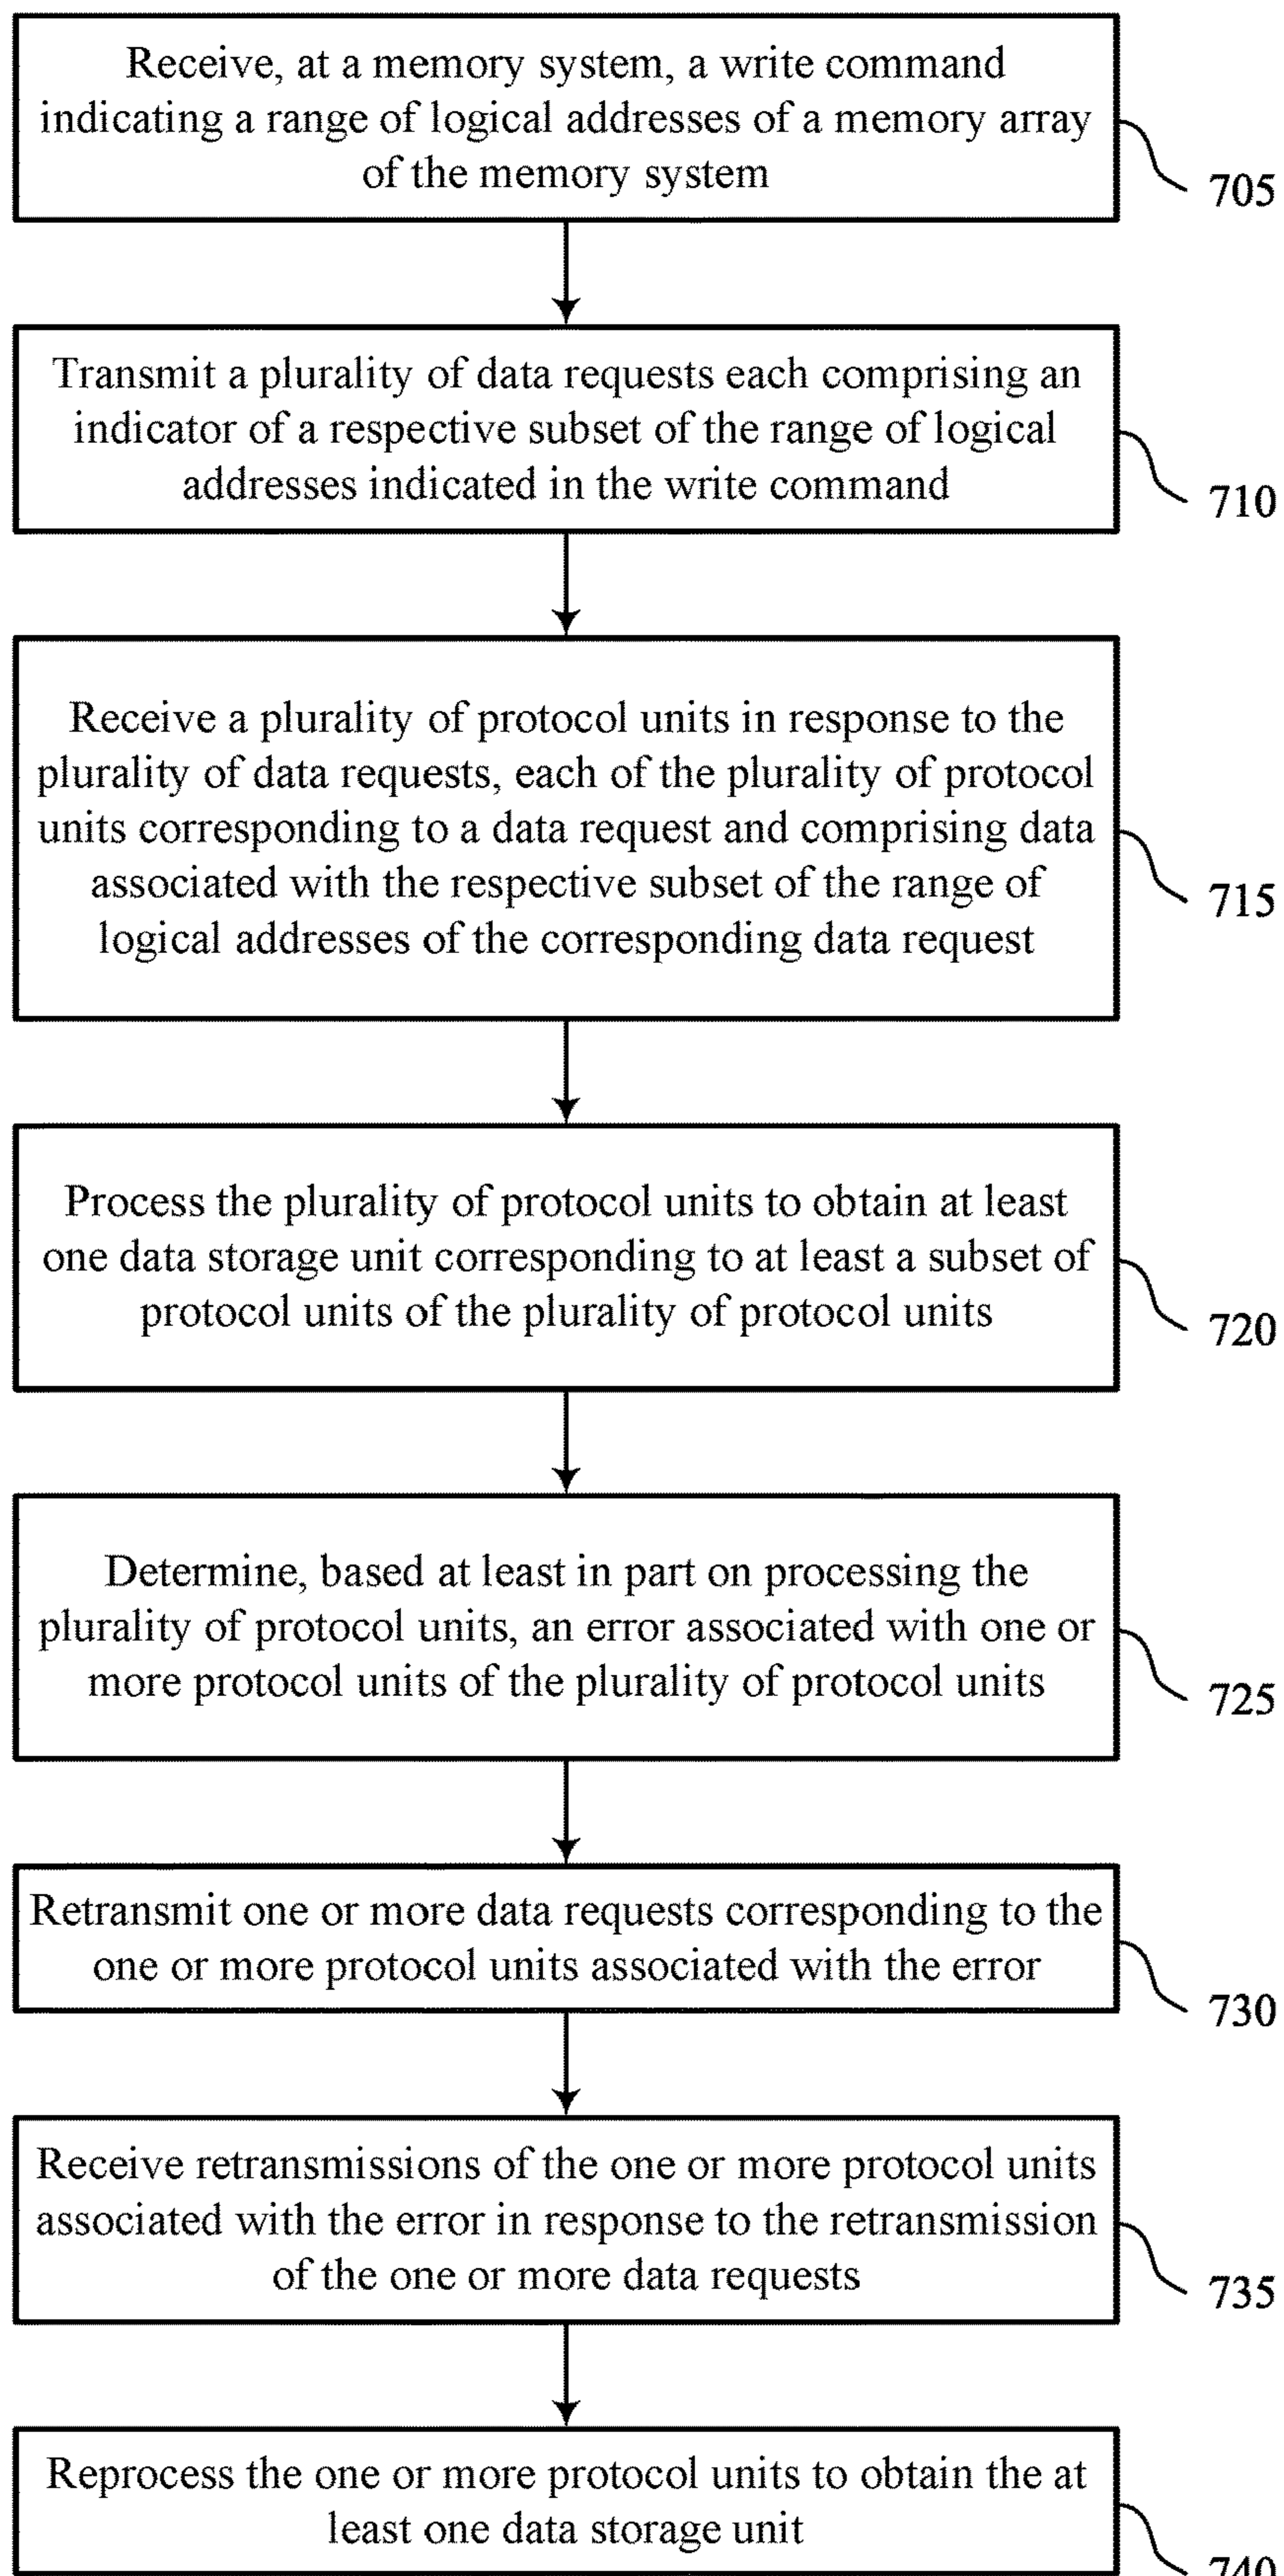 Receive, at a memory system, a write command
indicating a range of logical addresses of a memory array
of the memory system
705
Transmit a plurality of data requests each comprising an
indicator of a respective subset of the range of logical
addresses indicated in the write command
710
Receive a plurality of protocol units in response to the
plurality of data requests, each of the plurality of protocol
units corresponding to a data request and comprising data
associated with the respective subset of the range of
logical addresses of the corresponding data request
715
Process the plurality of protocol units to obtain at least
one data storage unit corresponding to at least a subset of
protocol units of the plurality of protocol units
720
Determine, based at least in part on processing the
plurality of protocol units, an error associated with one or
more protocol units of the plurality of protocol units
725
Retransmit one or more data requests corresponding to the
one or more protocol units associated with the error
730
Receive retransmissions of the one or more protocol units
associated with the error in response to the retransmission
of the one or more data requests
735
Reprocess the one or more protocol units to obtain the at
least one data storage unit
740